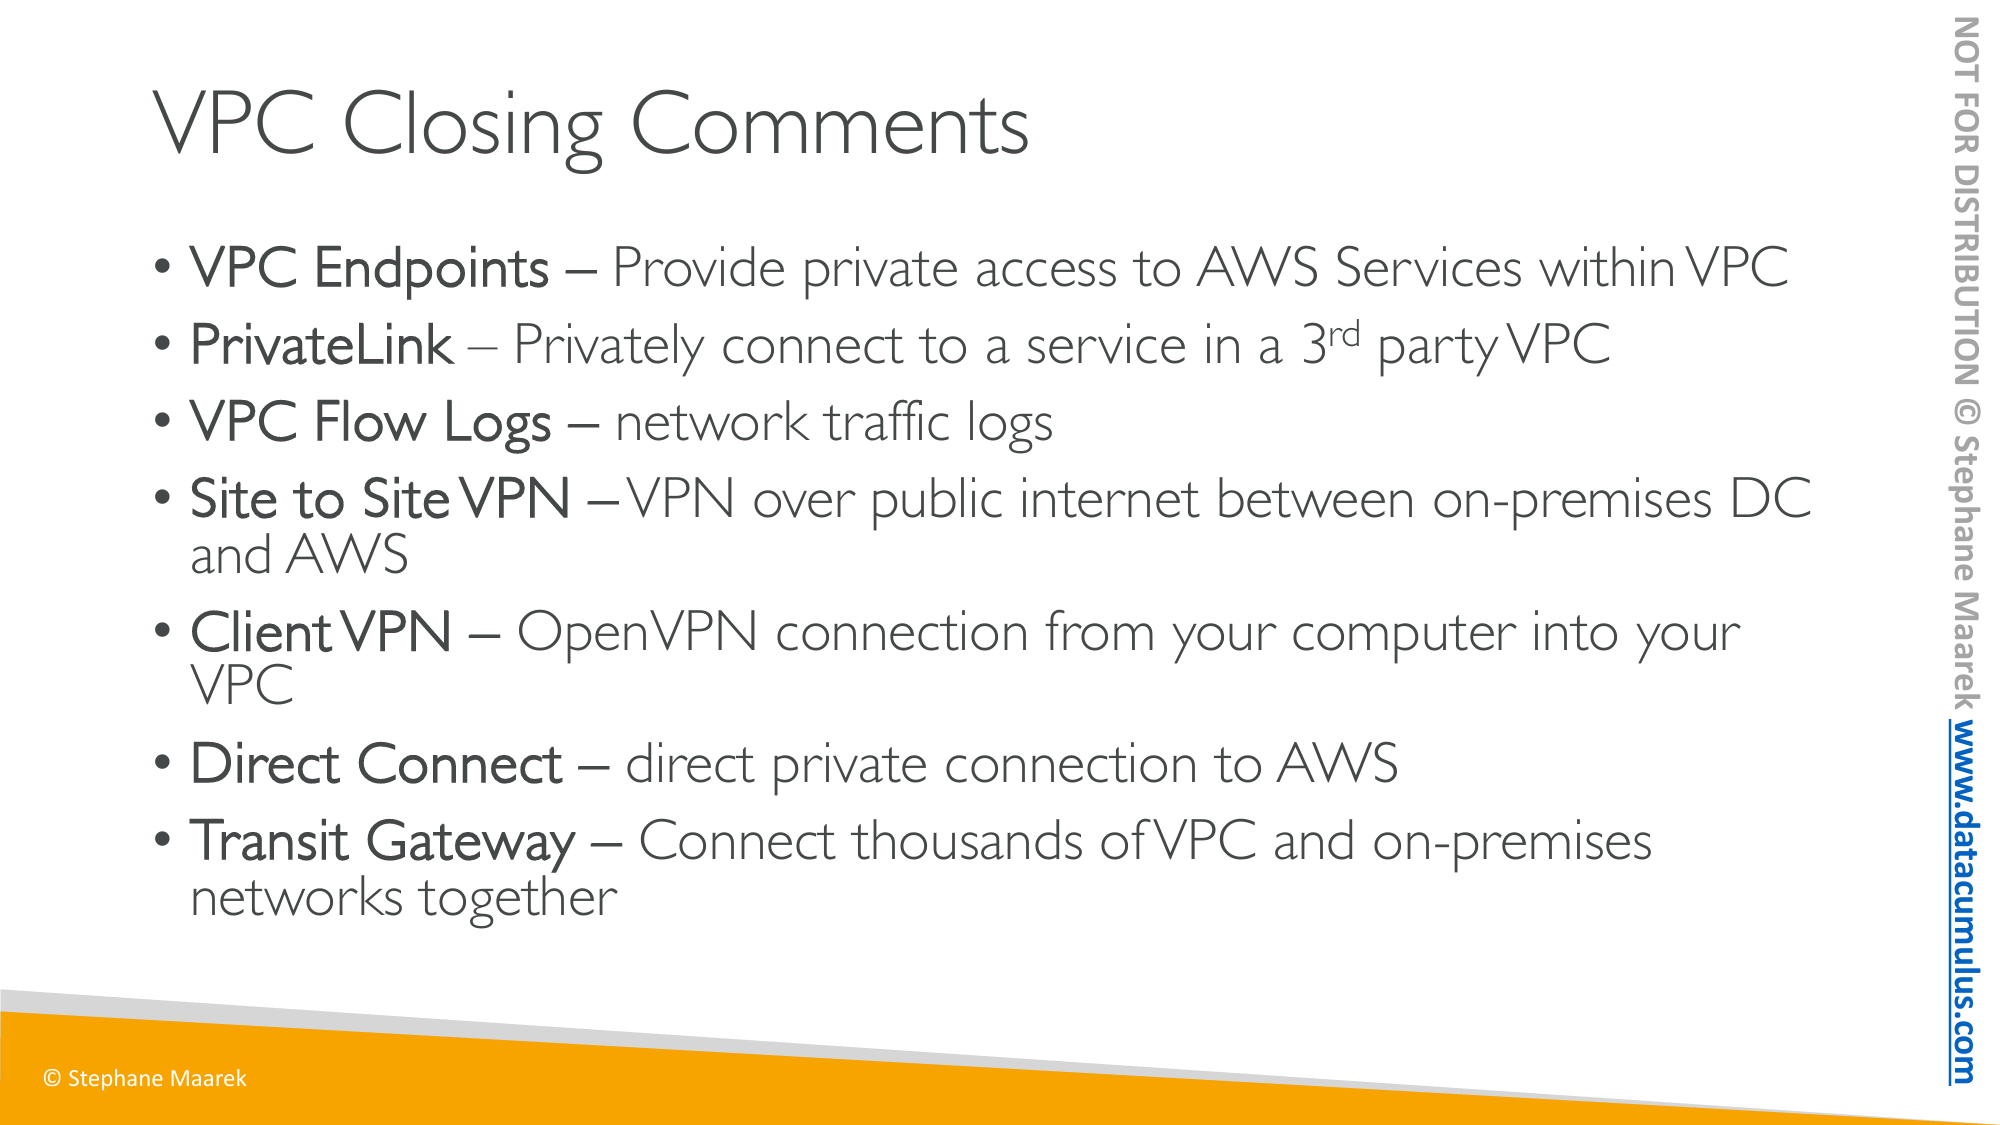 VPC Closing Comments
• VPC Endpoints – Provide private access to AWS Services within VPC
• PrivateLink – Privately connect to a service in a 3rd party VPC
• VPC Flow Logs – network traffic logs
• Site to Site VPN – VPN over public internet between on-premises DC
and AWS
• Client VPN – OpenVPN connection from your computer into your
VPC
• Direct Connect – direct private connection to AWS
• Transit Gateway – Connect thousands of VPC and on-premises
networks together
© Stephane Maarek
NOT FOR DISTRIBUTION © Stephane Maarek www.datacumulus.com